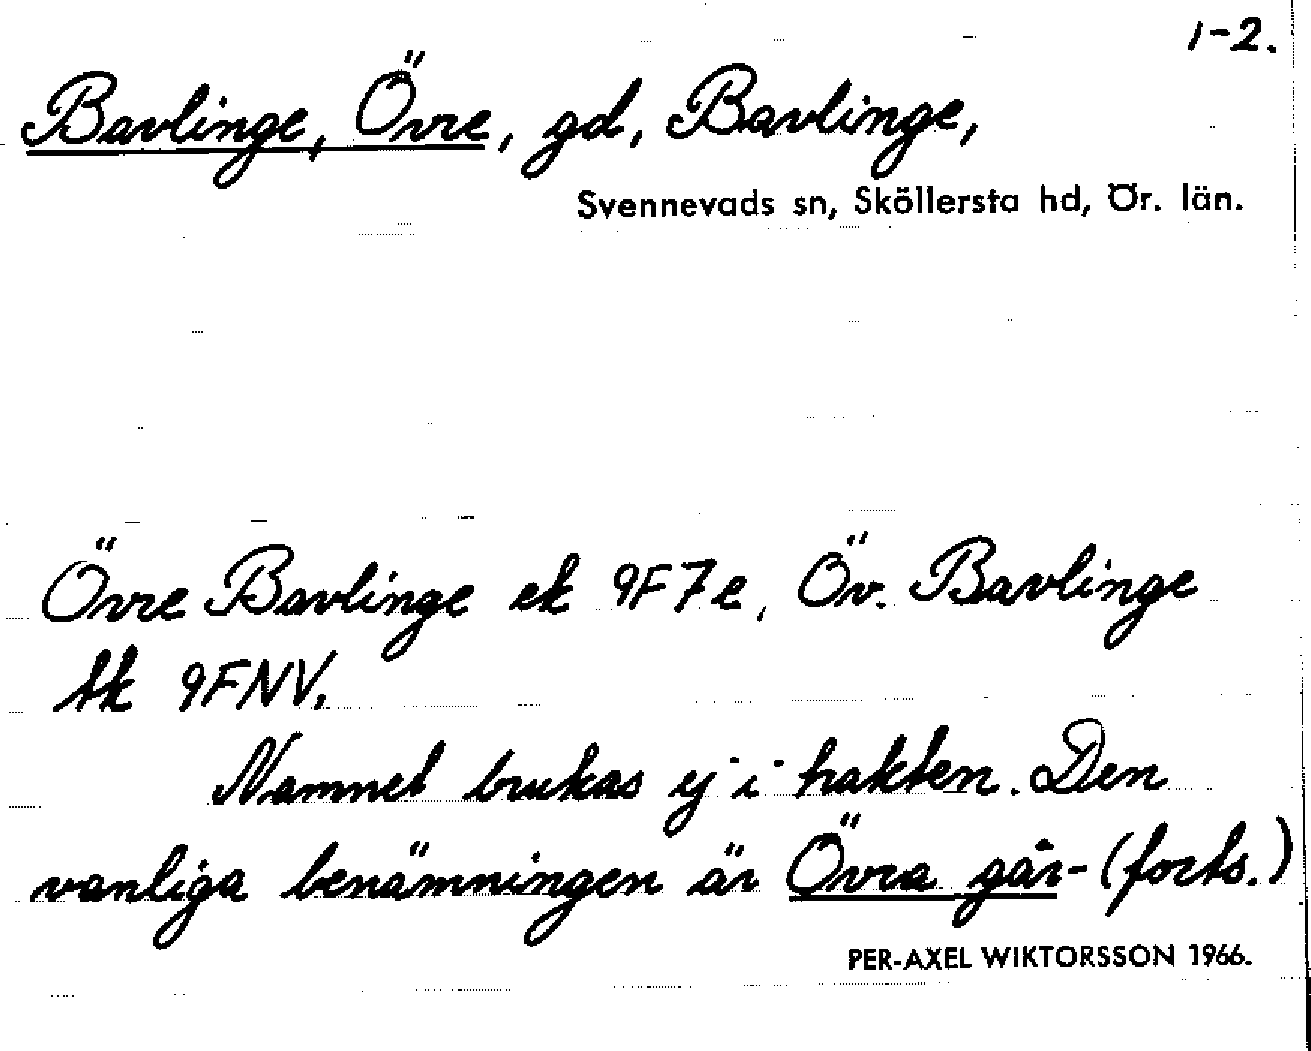 1-2.
Bavlinge, Övre, gd, Bavlinge,
Svennevads sn, Sköllersta hd, Ör. län.
Övre Bavlinge ek 9F7e, Öv. Bavlinge
tk 9FNV.
Namnet brukas ej i trakten. Den
vanliga benämningen är Övra går- (forts.)
PER-AXEL WIKTORSSON 1966.